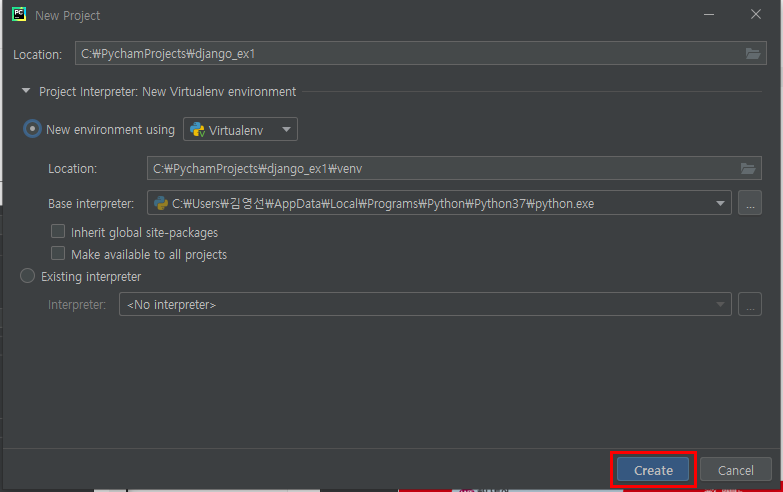 PC
New Project
Location: C:₩PychamProjects₩django_ex1
Project Interpreter: New Virtualenv environment
New environment using Virtualenv
Location: C:₩PychamProjects₩django_ex1₩venv
Base interpreter: C:₩Users₩김영선₩AppData₩Local₩Programs₩Python₩Python37₩python.exe ...
Inherit global site-packages
Make available to all projects
Existing interpreter
Interpreter: <No interpreter> ...
Create Cancel